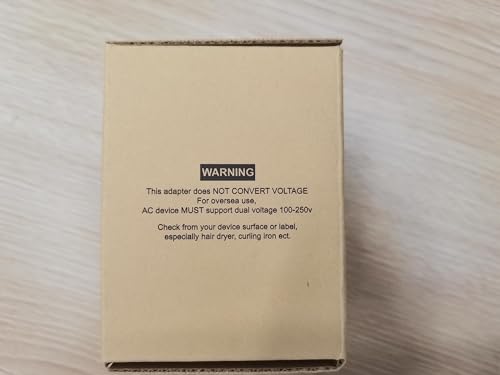 WARNING
This adapter does NOT CONVERT VOLTAGE
For oversea use,
AC device MUST support dual voltage 100-250v
Check from your device surface or label,
especially hair dryer, curling iron ect.